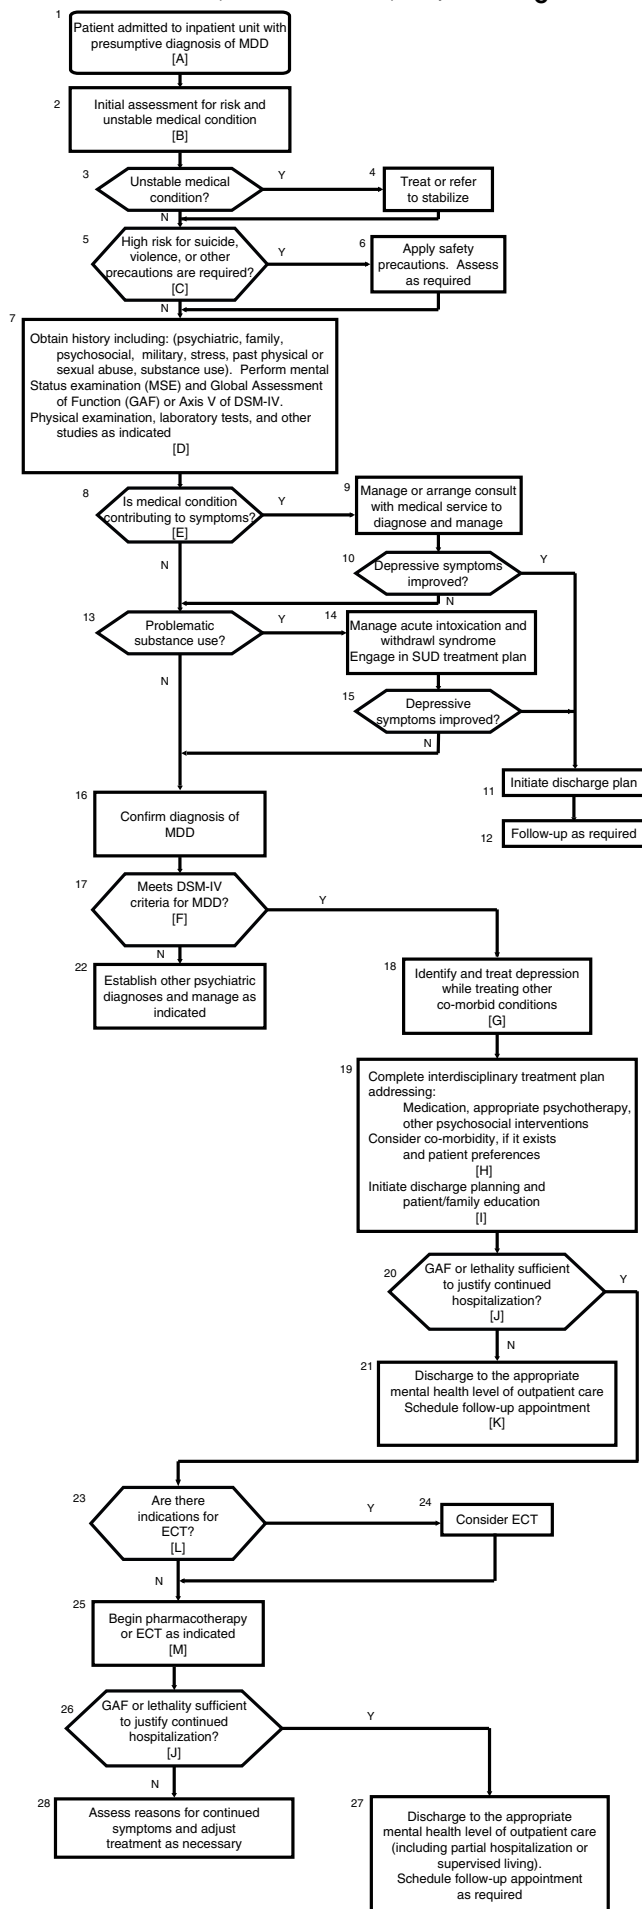 1
Patient admitted to inpatient unit with
presumptive diagnosis of MDD
[A]
2
Initial assessment for risk and
unstable medical condition
[B]
3
Unstable medical
condition?
Y
N
4
Treat or refer
to stabilize
5
High risk for suicide,
violence, or other
precautions are required?
[C]
Y
N
6
Apply safety
precautions. Assess
as required
7
Obtain history including: (psychiatric, family,
psychosocial, military, stress, past physical or
sexual abuse, substance use). Perform mental
Status examination (MSE) and Global Assessment
of Function (GAF) or Axis V of DSM-IV.
Physical examination, laboratory tests, and other
studies as indicated
[D]
8
Is medical condition
contributing to symptoms?
[E]
Y
N
9
Manage or arrange consult
with medical service to
diagnose and manage
10
Depressive symptoms
improved?
Y
N
13
Problematic
substance use?
Y
N
14
Manage acute intoxication and
withdrawl syndrome
Engage in SUD treatment plan
15
Depressive
symptoms improved?
N
11
Initiate discharge plan
12
Follow-up as required
16
Confirm diagnosis of
MDD
17
Meets DSM-IV
criteria for MDD?
[F]
Y
N
22
Establish other psychiatric
diagnoses and manage as
indicated
18
Identify and treat depression
while treating other
co-morbid conditions
[G]
19
Complete interdisciplinary treatment plan
addressing:
Medication, appropriate psychotherapy,
other psychosocial interventions
Consider co-morbidity, if it exists
and patient preferences
[H]
Initiate discharge planning and
patient/family education
[I]
20
GAF or lethality sufficient
to justify continued
hospitalization?
[J]
Y
N
21
Discharge to the appropriate
mental health level of outpatient care
Schedule follow-up appointment
[K]
23
Are there
indications for
ECT?
[L]
Y
N
24
Consider ECT
25
Begin pharmacotherapy
or ECT as indicated
[M]
26
GAF or lethality sufficient
to justify continued
hospitalization?
[J]
Y
N
28
Assess reasons for continued
symptoms and adjust
treatment as necessary
27
Discharge to the appropriate
mental health level of outpatient care
(including partial hospitalization or
supervised living).
Schedule follow-up appointment
as required